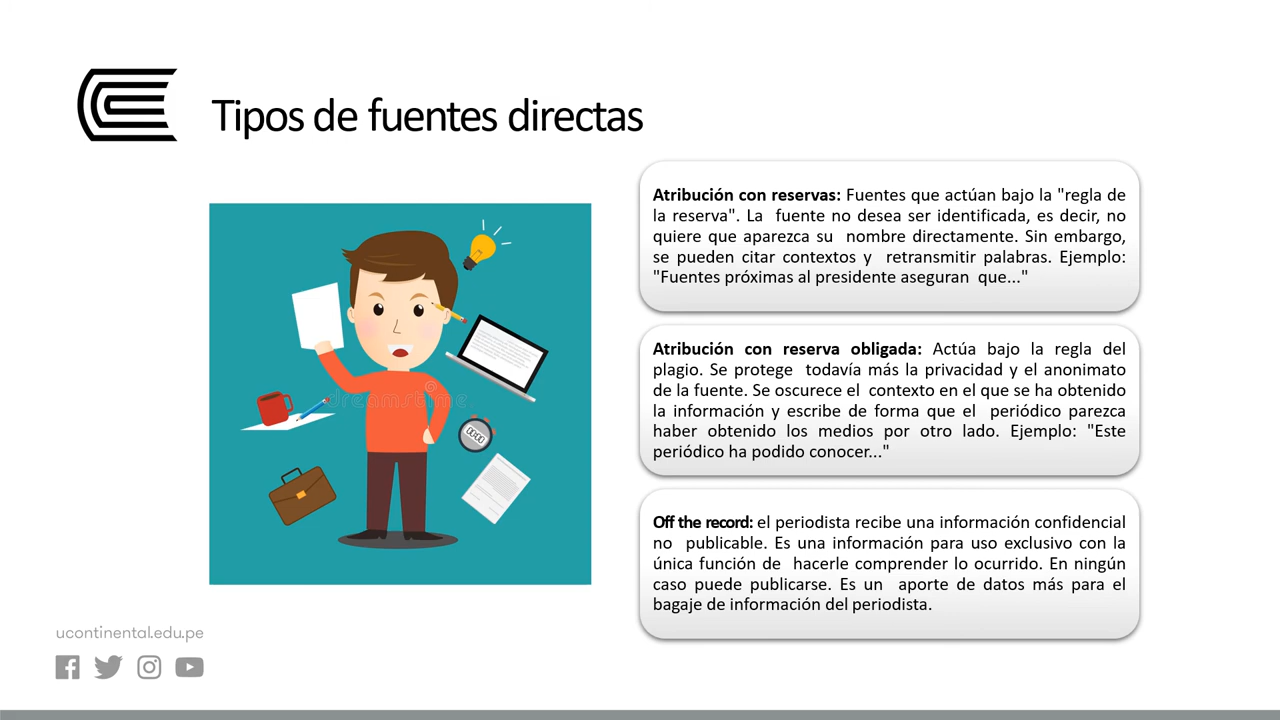 Tipos de fuentes directas
Atribución con reservas: Fuentes que actúan bajo la "regla de
la reserva". La fuente no desea ser identificada, es decir, no
quiere que aparezca su nombre directamente. Sin embargo,
se pueden citar contextos y retransmitir palabras. Ejemplo:
"Fuentes próximas al presidente aseguran que..."
Atribución con reserva obligada: Actúa bajo la regla del
plagio. Se protege todavía más la privacidad y el anonimato
de la fuente. Se oscurece el contexto en el que se ha obtenido
la información y escribe de forma que el periódico parezca
haber obtenido los medios por otro lado. Ejemplo: "Este
periódico ha podido conocer..."
Off the record: el periodista recibe una información confidencial
no publicable. Es una información para uso exclusivo con la
única función de hacerle comprender lo ocurrido. En ningún
caso puede publicarse. Es un aporte de datos más para el
bagaje de información del periodista.
dreamstime
00:00
ucontinental.edu.pe